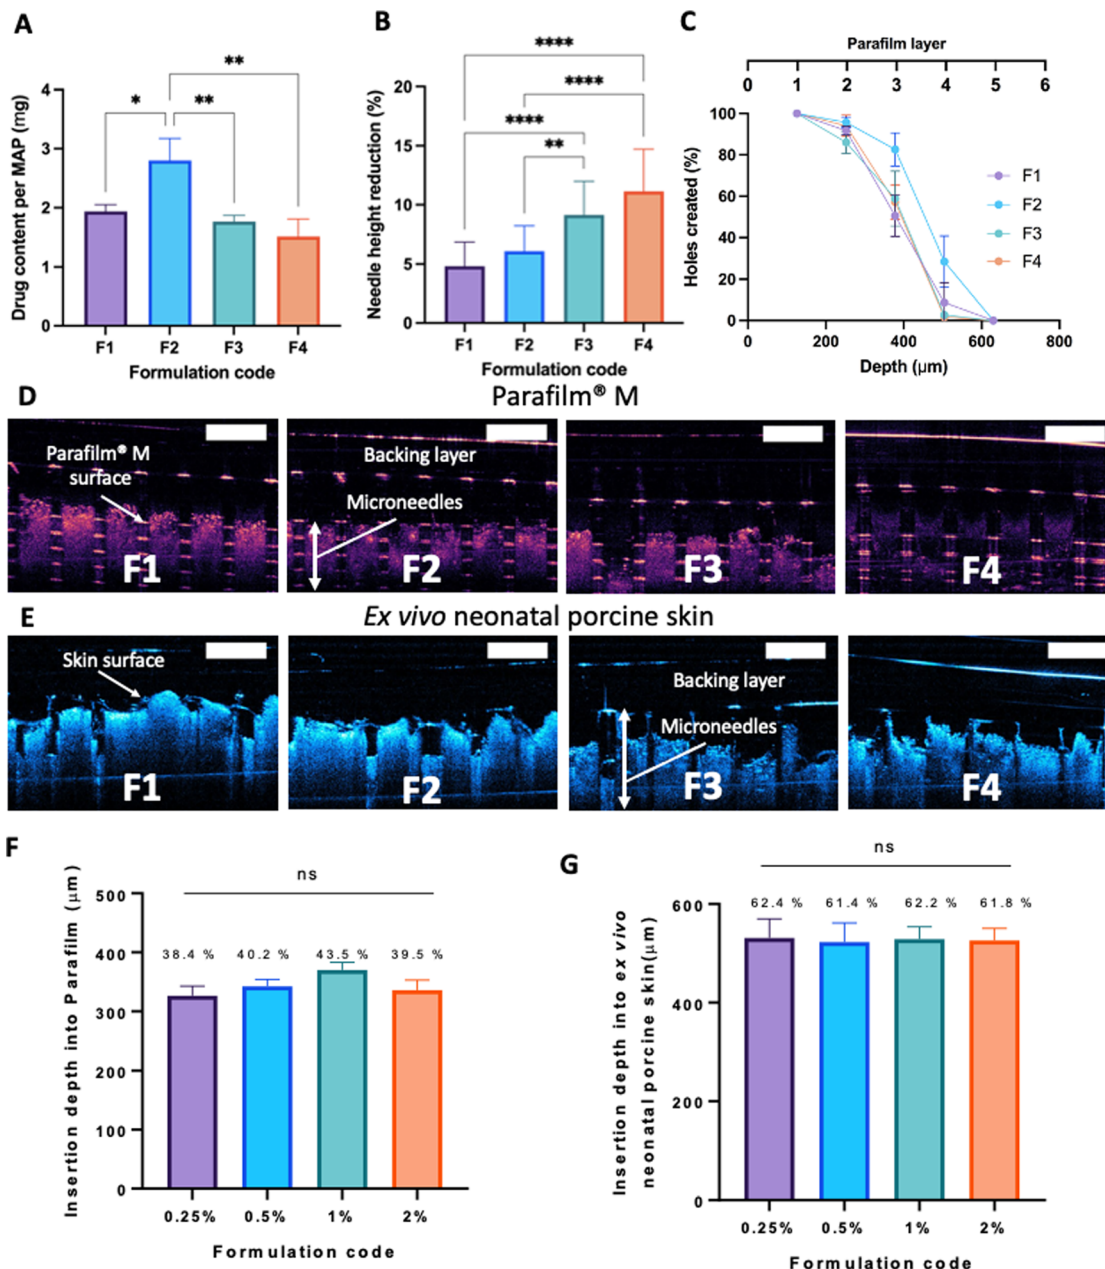 A
Drug content per MAP (mg)
4
3
2
1
0
*
**
**
F1
F2
F3
F4
Formulation code
B
Needle height reduction (%)
20
15
10
5
0
****
****
****
**
F1
F2
F3
F4
Formulation code
C
Parafilm layer
0
1
2
3
4
5
6
Holes created (%)
100
80
60
40
20
0
0
200
400
600
800
Depth (μm)
F1
F2
F3
F4
D
Parafilm® M
Parafilm® M
surface
F1
Backing layer
Microneedles
F2
F3
F4
E
Ex vivo neonatal porcine skin
Skin surface
F1
F2
Backing layer
Microneedles
F3
F4
F
Insertion depth into Parafilm (μm)
500
400
300
200
100
0
ns
38.4 %
40.2 %
43.5 %
39.5 %
0.25%
0.5%
1%
2%
Formulation code
G
Insertion depth into ex vivo
neonatal porcine skin(μm)
600
400
200
0
ns
62.4 %
61.4 %
62.2 %
61.8 %
0.25%
0.5%
1%
2%
Formulation code